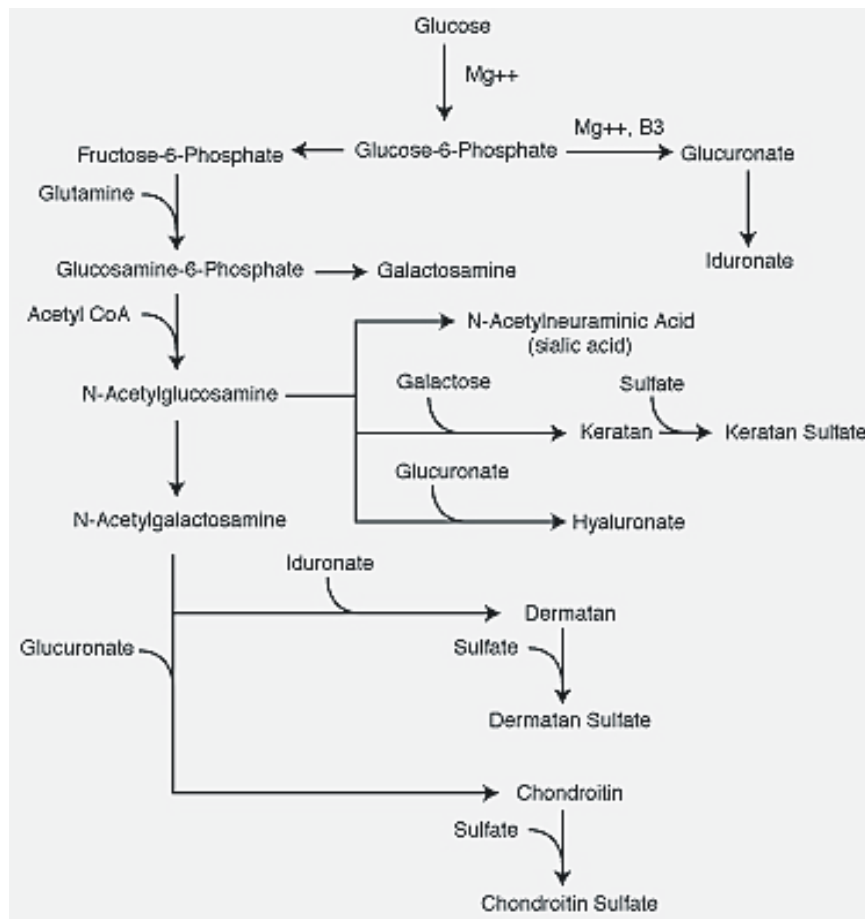 Glucose
Mg++
Mg++, B3
Fructose-6-Phosphate
Glucose-6-Phosphate
Glucuronate
Glutamine
Iduronate
Glucosamine-6-Phosphate
Galactosamine
Acetyl CoA
N-Acetylneuraminic Acid
(sialic acid)
Galactose
Sulfate
N-Acetylglucosamine
Keratan
Keratan Sulfate
Glucuronate
N-Acetylgalactosamine
Hyaluronate
Iduronate
Dermatan
Glucuronate
Sulfate
Dermatan Sulfate
Chondroitin
Sulfate
Chondroitin Sulfate